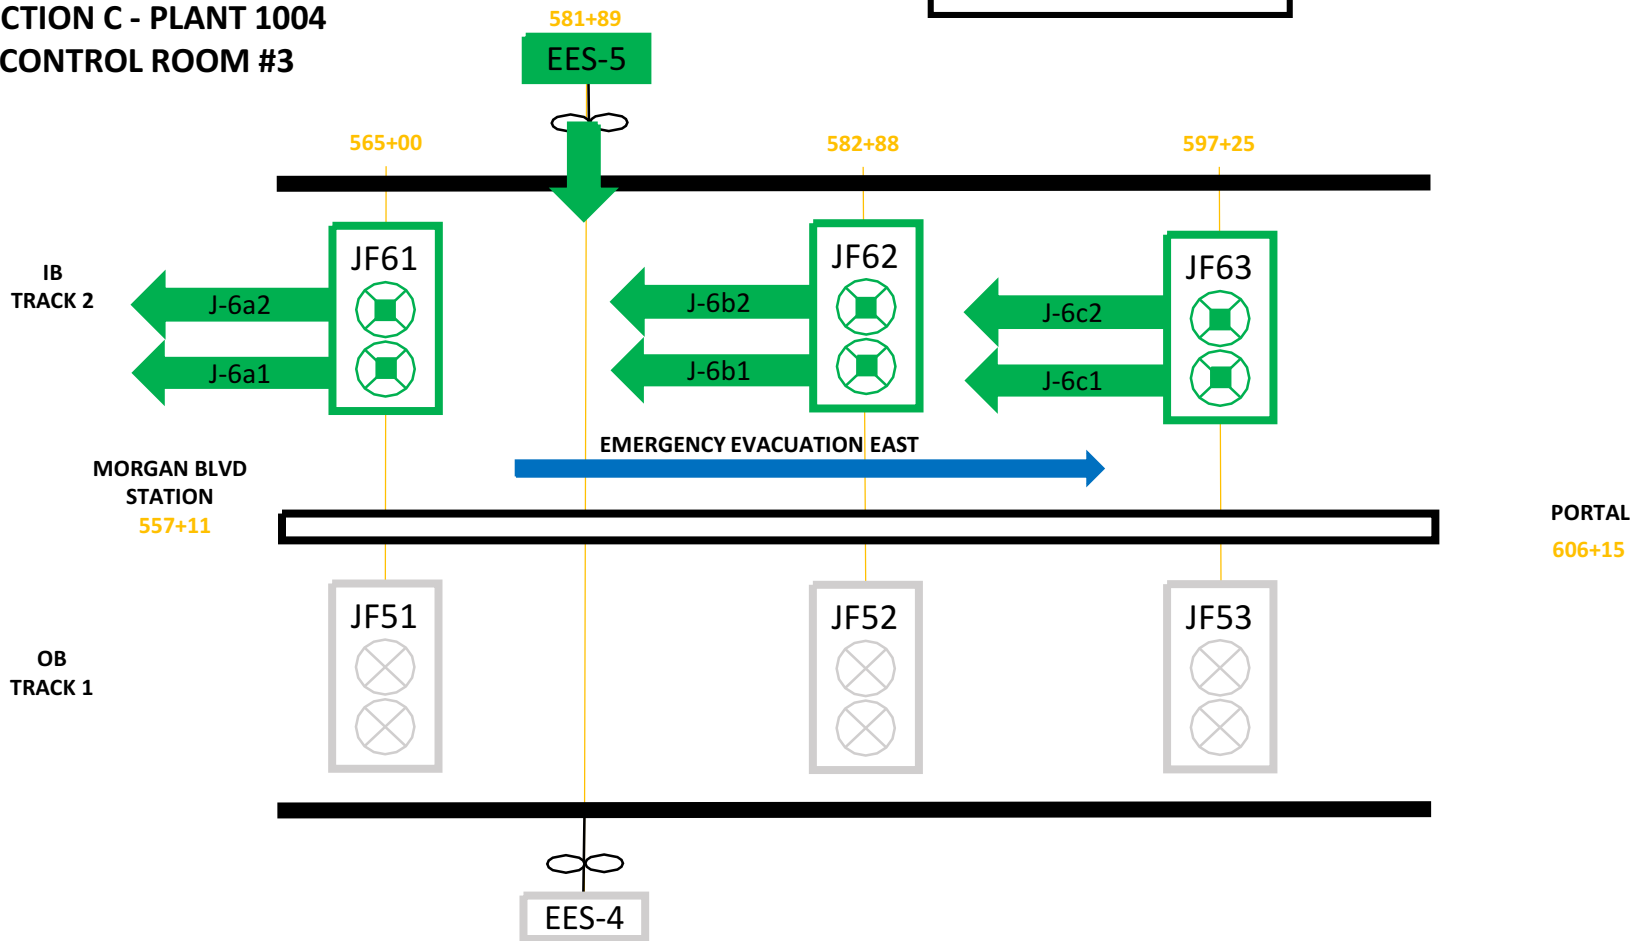 CTION C - PLANT 1004
CONTROL ROOM #3
581+89
EES-5
565+00
582+88
597+25
JF61
JF62
JF63
IB
TRACK 2
J-6a2
J-6b2
J-6c2
J-6a1
J-6b1
J-6c1
EMERGENCY EVACUATION EAST
MORGAN BLVD
STATION
557+11
PORTAL
606+15
JF51
JF52
JF53
OB
TRACK 1
EES-4